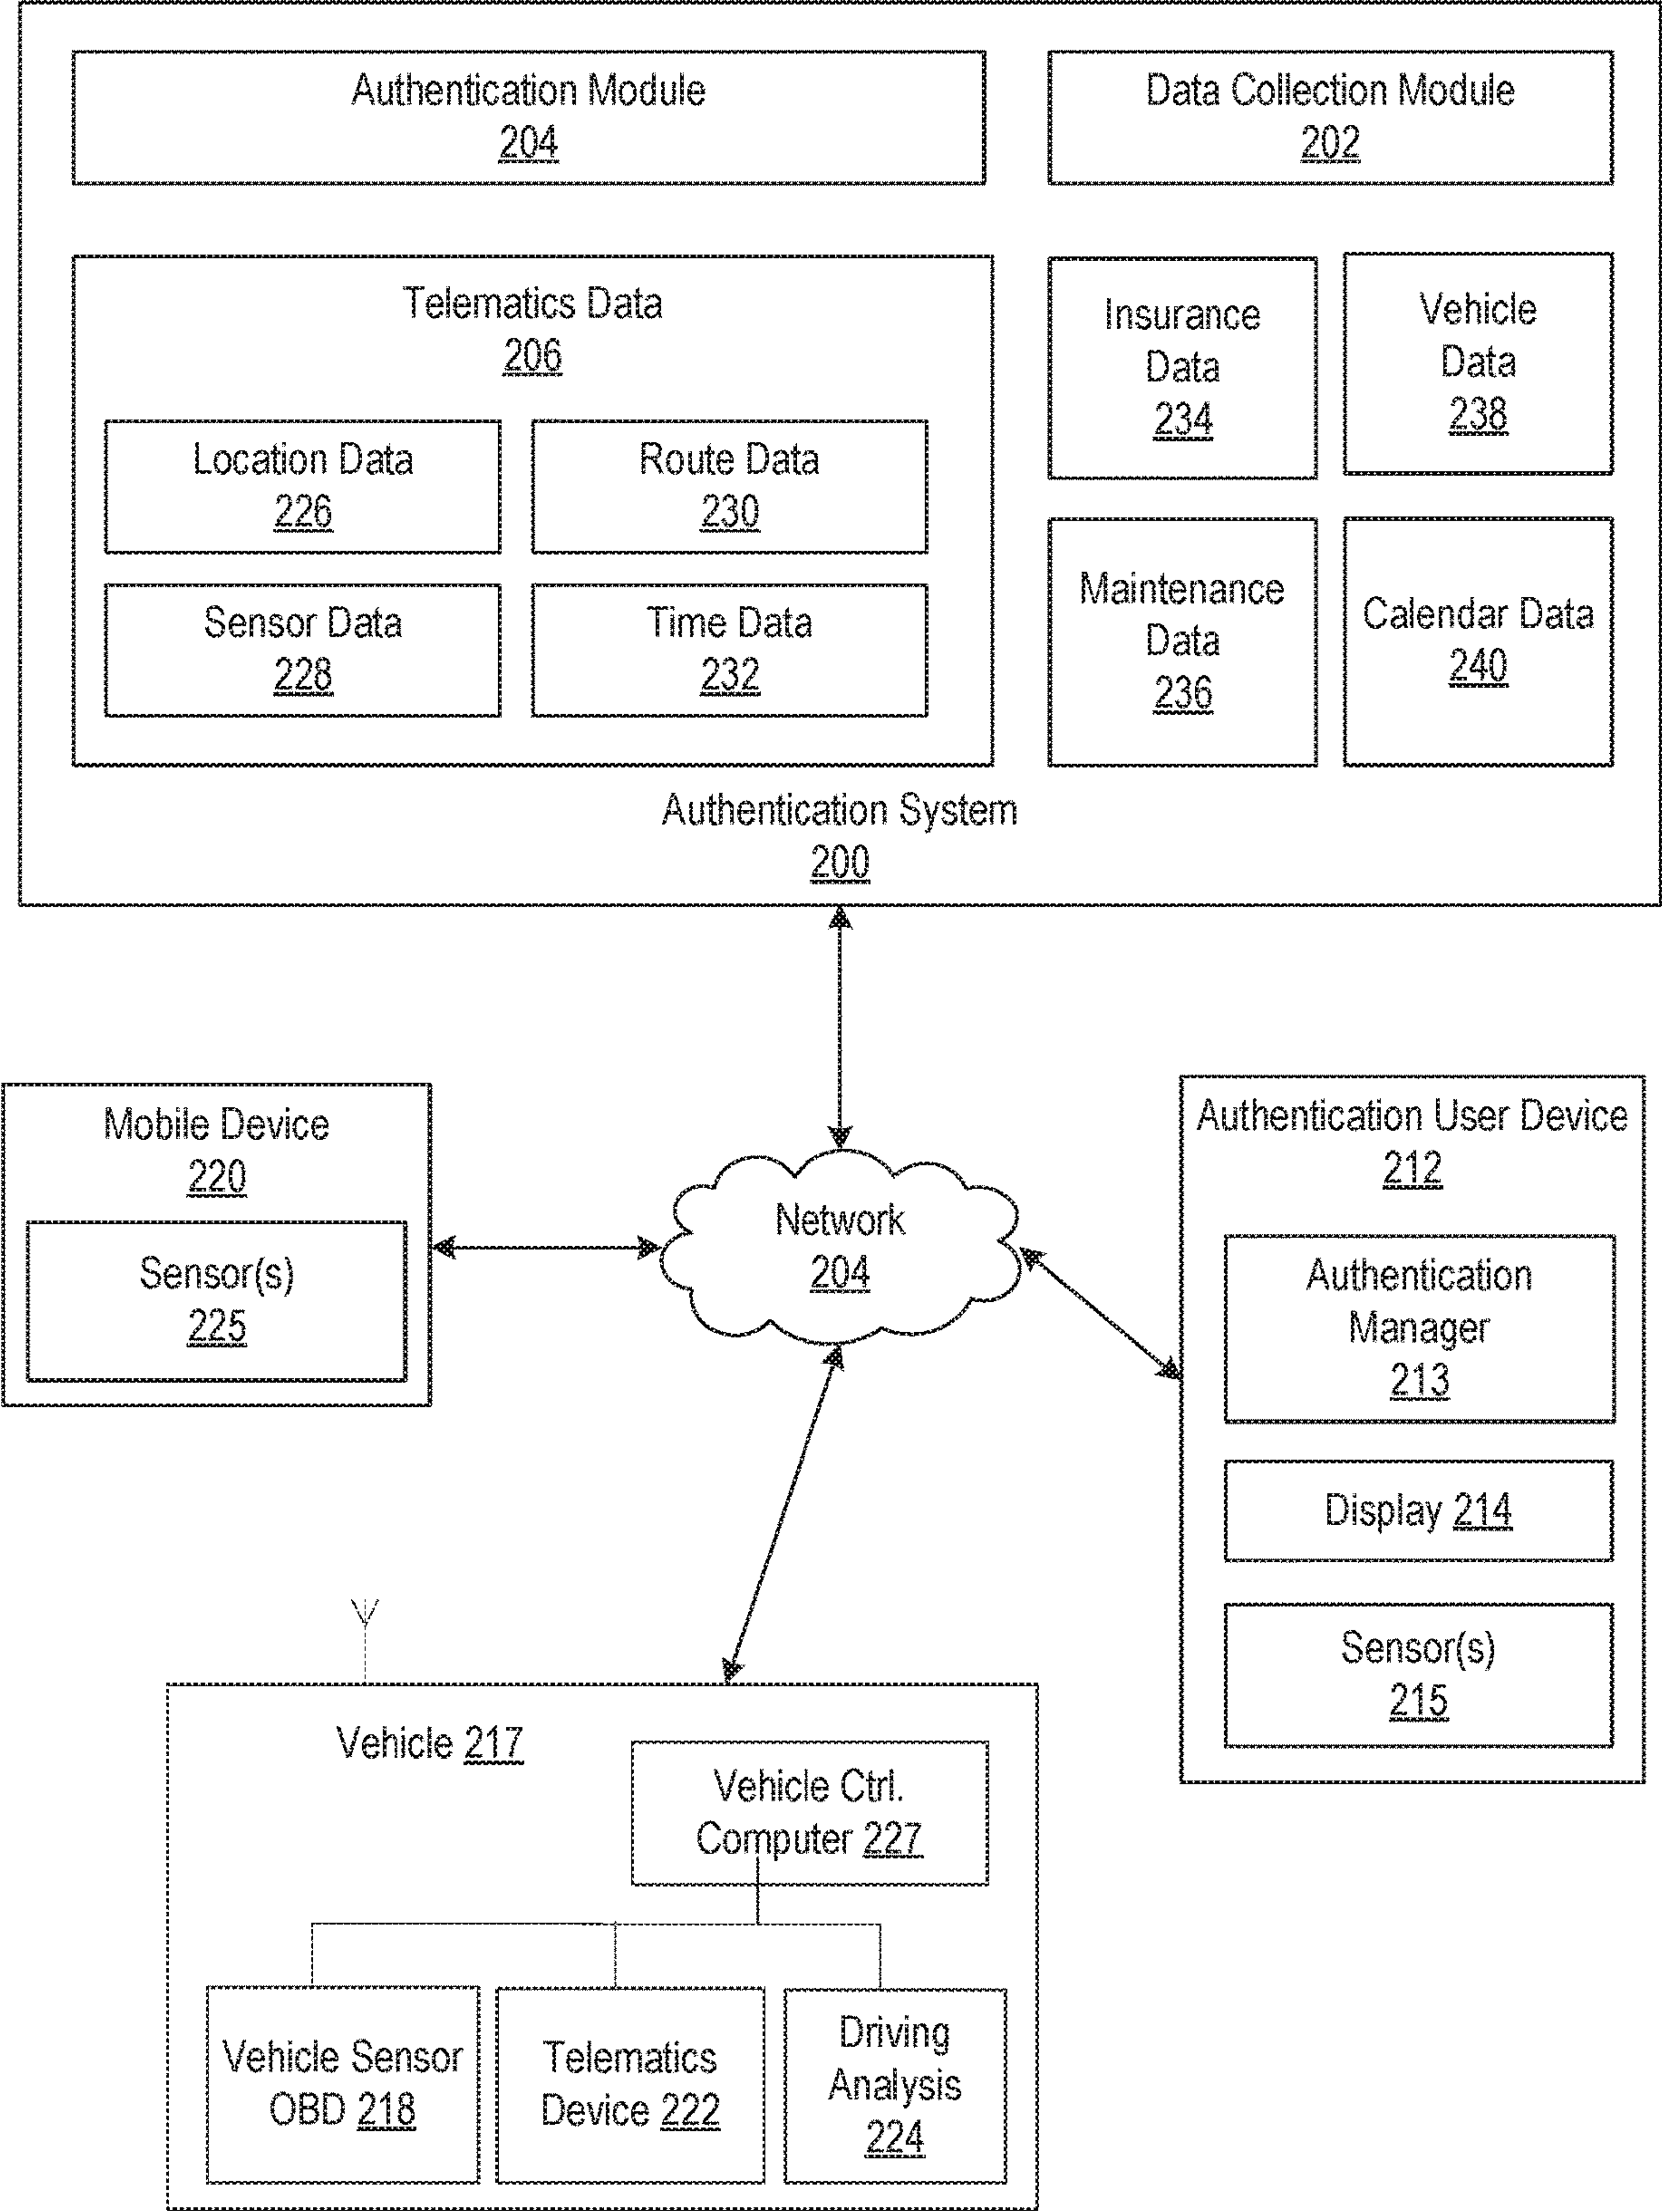 Authentication Module
204
Data Collection Module
202
Telematics Data
206
Location Data
226
Route Data
230
Sensor Data
228
Time Data
232
Insurance
Data
234
Vehicle
Data
238
Maintenance
Data
236
Calendar Data
240
Authentication System
200
Mobile Device
220
Sensor(s)
225
Network
204
Authentication User Device
212
Authentication
Manager
213
Display 214
Sensor(s)
215
Vehicle 217
Vehicle Ctrl.
Computer 227
Vehicle Sensor
OBD 218
Telematics
Device 222
Driving
Analysis
224